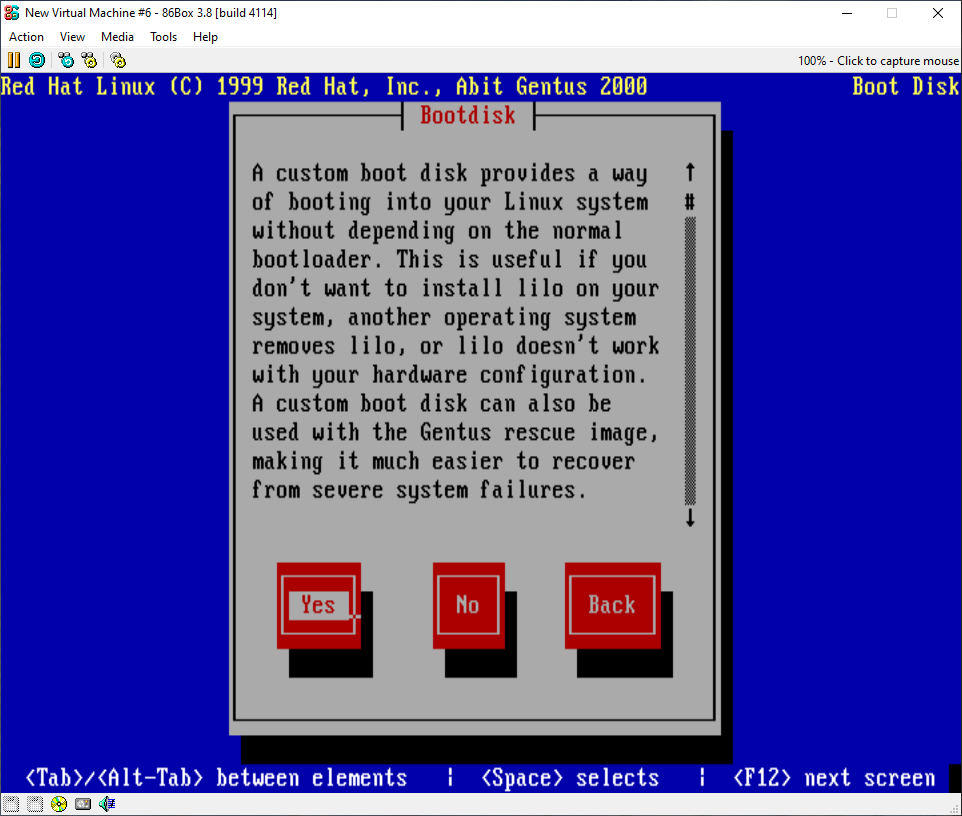 New Virtual Machine #6 - 86Box 3.8 [build 4114]
Action View Media Tools Help
100% - Click to capture mouse
Red Hat Linux (C) 1999 Red Hat, Inc., Abit Gentus 2000 Boot Disk
Bootdisk
A custom boot disk provides a way
of booting into your Linux system
without depending on the normal
bootloader. This is useful if you
don't want to install lilo on your
system, another operating system
removes lilo, or lilo doesn't work
with your hardware configuration.
A custom boot disk can also be
used with the Gentus rescue image,
making it much easier to recover
from severe system failures.
Yes No Back
<Tab>/<Alt-Tab> between elements | <Space> selects | <F12> next screen